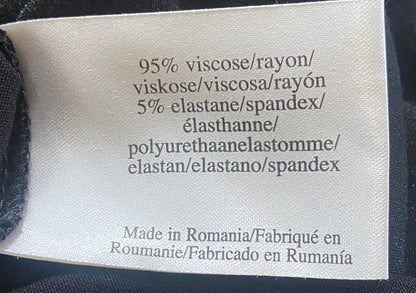 95% viscose/rayon/
viskose/viscosa/rayón
5% elastane/spandex/
élasthanne/
polyurethaanelastomme/
elastan/elastano/spandex
Made in Romania/Fabriqué en
Roumanie/Fabricado en Rumanía